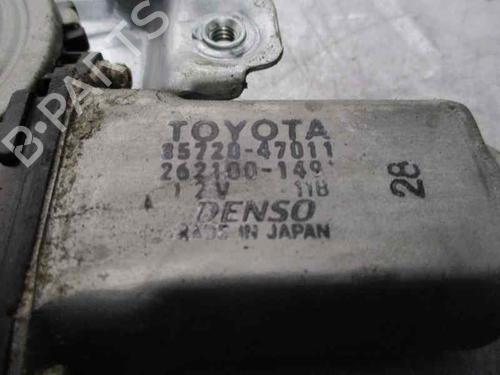 TOYOTA
85720-47011
262100-149
12V 11B
28
DENSO
MADE IN JAPAN
B-PARTS